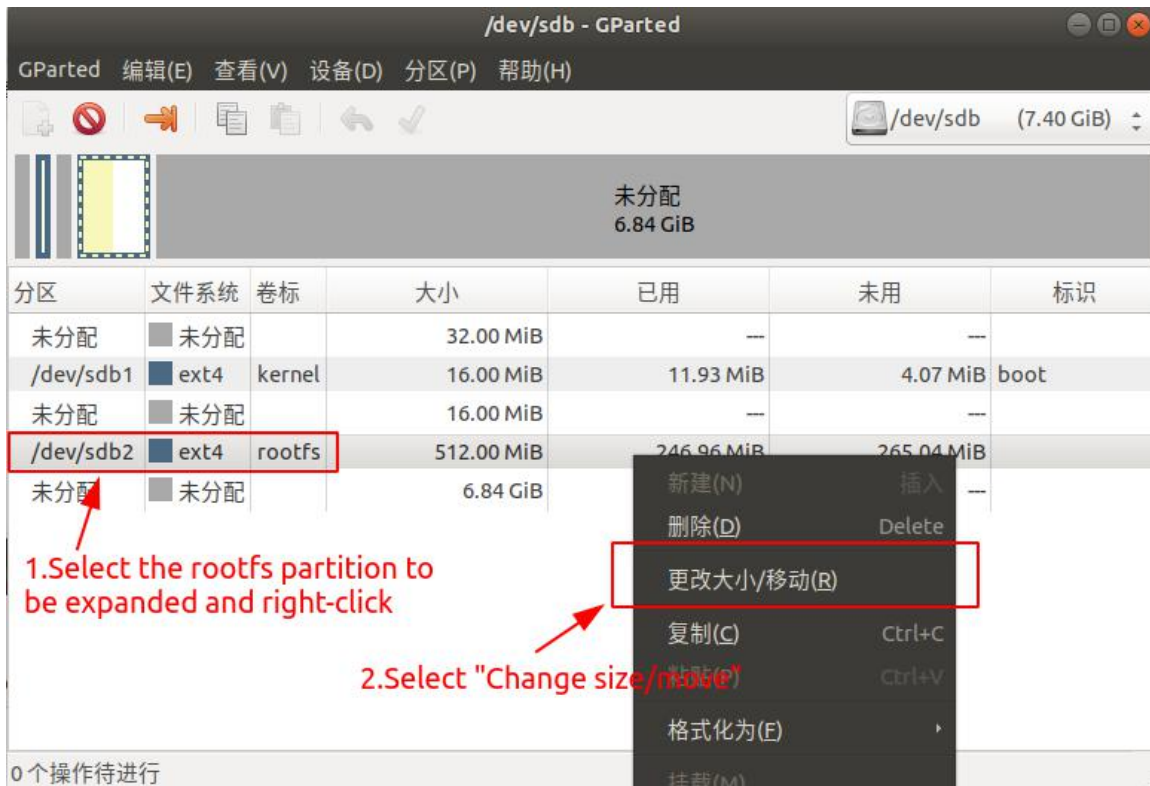 /dev/sdb - GParted
GParted 编辑(E) 查看(V) 设备(D) 分区(P) 帮助(H)
/dev/sdb (7.40 GiB)
未分配
6.84 GiB
分区 文件系统 卷标 大小 已用 未用 标识
未分配 未分配 32.00 MiB --- ---
/dev/sdb1 ext4 kernel 16.00 MiB 11.93 MiB 4.07 MiB boot
未分配 未分配 16.00 MiB --- ---
/dev/sdb2 ext4 rootfs 512.00 MiB 246.96 MiB 265.04 MiB
未分配 未分配 6.84 GiB ---
新建(N) 插入
删除(D) Delete
1.Select the rootfs partition to
be expanded and right-click
更改大小/移动(R)
复制(C) Ctrl+C
2.Select "Change size/move"
粘贴(P) Ctrl+V
格式化为(F)
挂载(M)
0个操作待进行